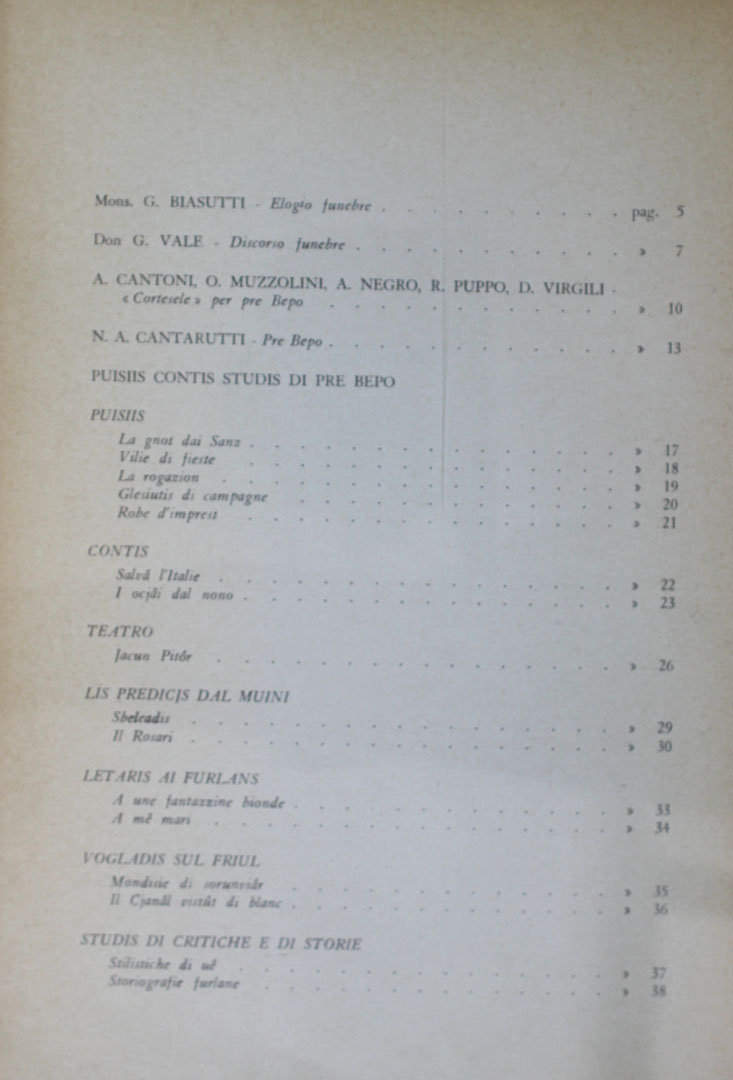 Mons. G. BIASUTTI - Elogio funebre . . . . . . . . . . . pag. 5
Don G. VALE - Discorso funebre . . . . . . . . . . . . » 7
A. CANTONI, O. MUZZOLINI, A. NEGRO, R. PUPPO, D. VIRGILI -
« Cortesele » per pre Bepo . . . . . . . . . . . . . » 10
N. A. CANTARUTTI - Pre Bepo . . . . . . . . . . . . . » 13
PUISIIS CONTIS STUDIS DI PRE BEPO
PUISIIS
La gnot dai Sanz . . . . . . . . . . . . . . » 17
Vilie di fieste . . . . . . . . . . . . . . » 18
La rogazion . . . . . . . . . . . . . . » 19
Glesiutis di campagne . . . . . . . . . . . . » 20
Robe d'imprest . . . . . . . . . . . . . . » 21
CONTIS
Salvâ l'Italie . . . . . . . . . . . . . . . » 22
I ocjâi dal nono . . . . . . . . . . . . . . » 23
TEATRO
Jacun Pitôr . . . . . . . . . . . . . . . » 26
LIS PREDICJS DAL MUINI
Sbeleadis . . . . . . . . . . . . . . . . » 29
Il Rosari . . . . . . . . . . . . . . . . » 30
LETARIS AI FURLANS
A une fantazzine bionde . . . . . . . . . . . . » 33
A mê mari . . . . . . . . . . . . . . . » 34
VOGLADIS SUL FRIUL
Mondisie di sorunviâr . . . . . . . . . . . . . » 35
Il Cjanâl vistût di blanc . . . . . . . . . . . . . » 36
STUDIS DI CRITICHE E DI STORIE
Stilistiche di uê . . . . . . . . . . . . . . » 37
Storiografie furlane . . . . . . . . . . . . . » 38